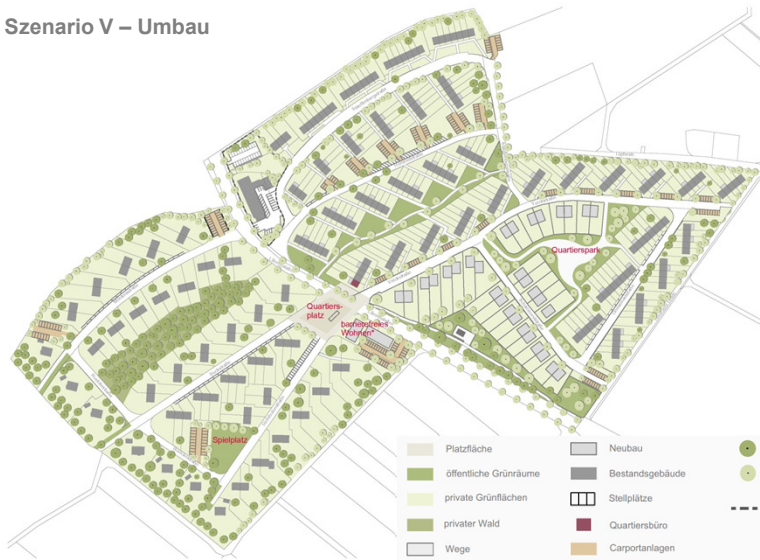 Szenario V – Umbau
Quartierspark
Quartiers-
platz
barrierefreies
Wohnen*
Spielplatz
Platzfläche
öffentliche Grünräume
private Grünflächen
privater Wald
Wege
Neubau
Bestandsgebäude
Stellplätze
Quartiersbüro
Carportanlagen